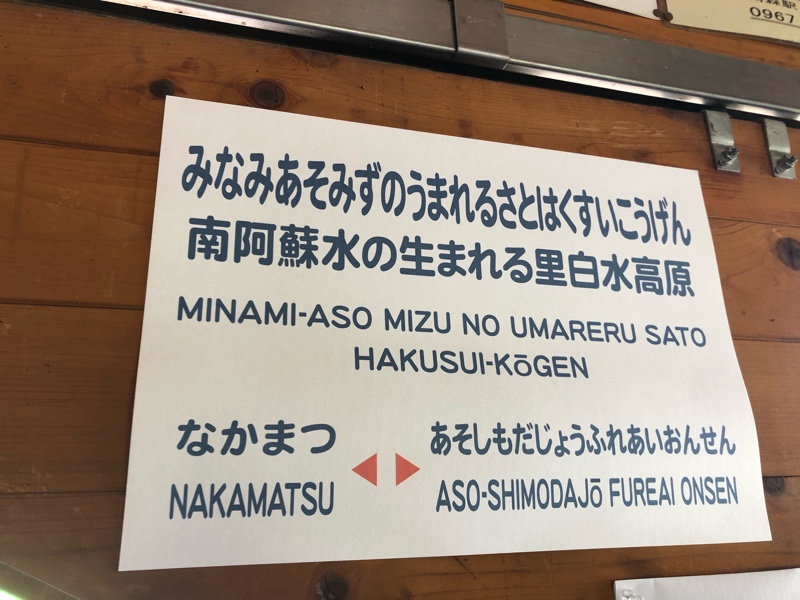 0967
みなみあそみずのうまれるさとはくすいこうげん
南阿蘇水の生まれる里白水高原
MINAMI-ASO MIZU NO UMARERU SATO
HAKUSUI-KōGEN
なかまつ
あそしもだじょうふれあいおんせん
NAKAMATSU
ASO-SHIMODAJō FUREAI ONSEN